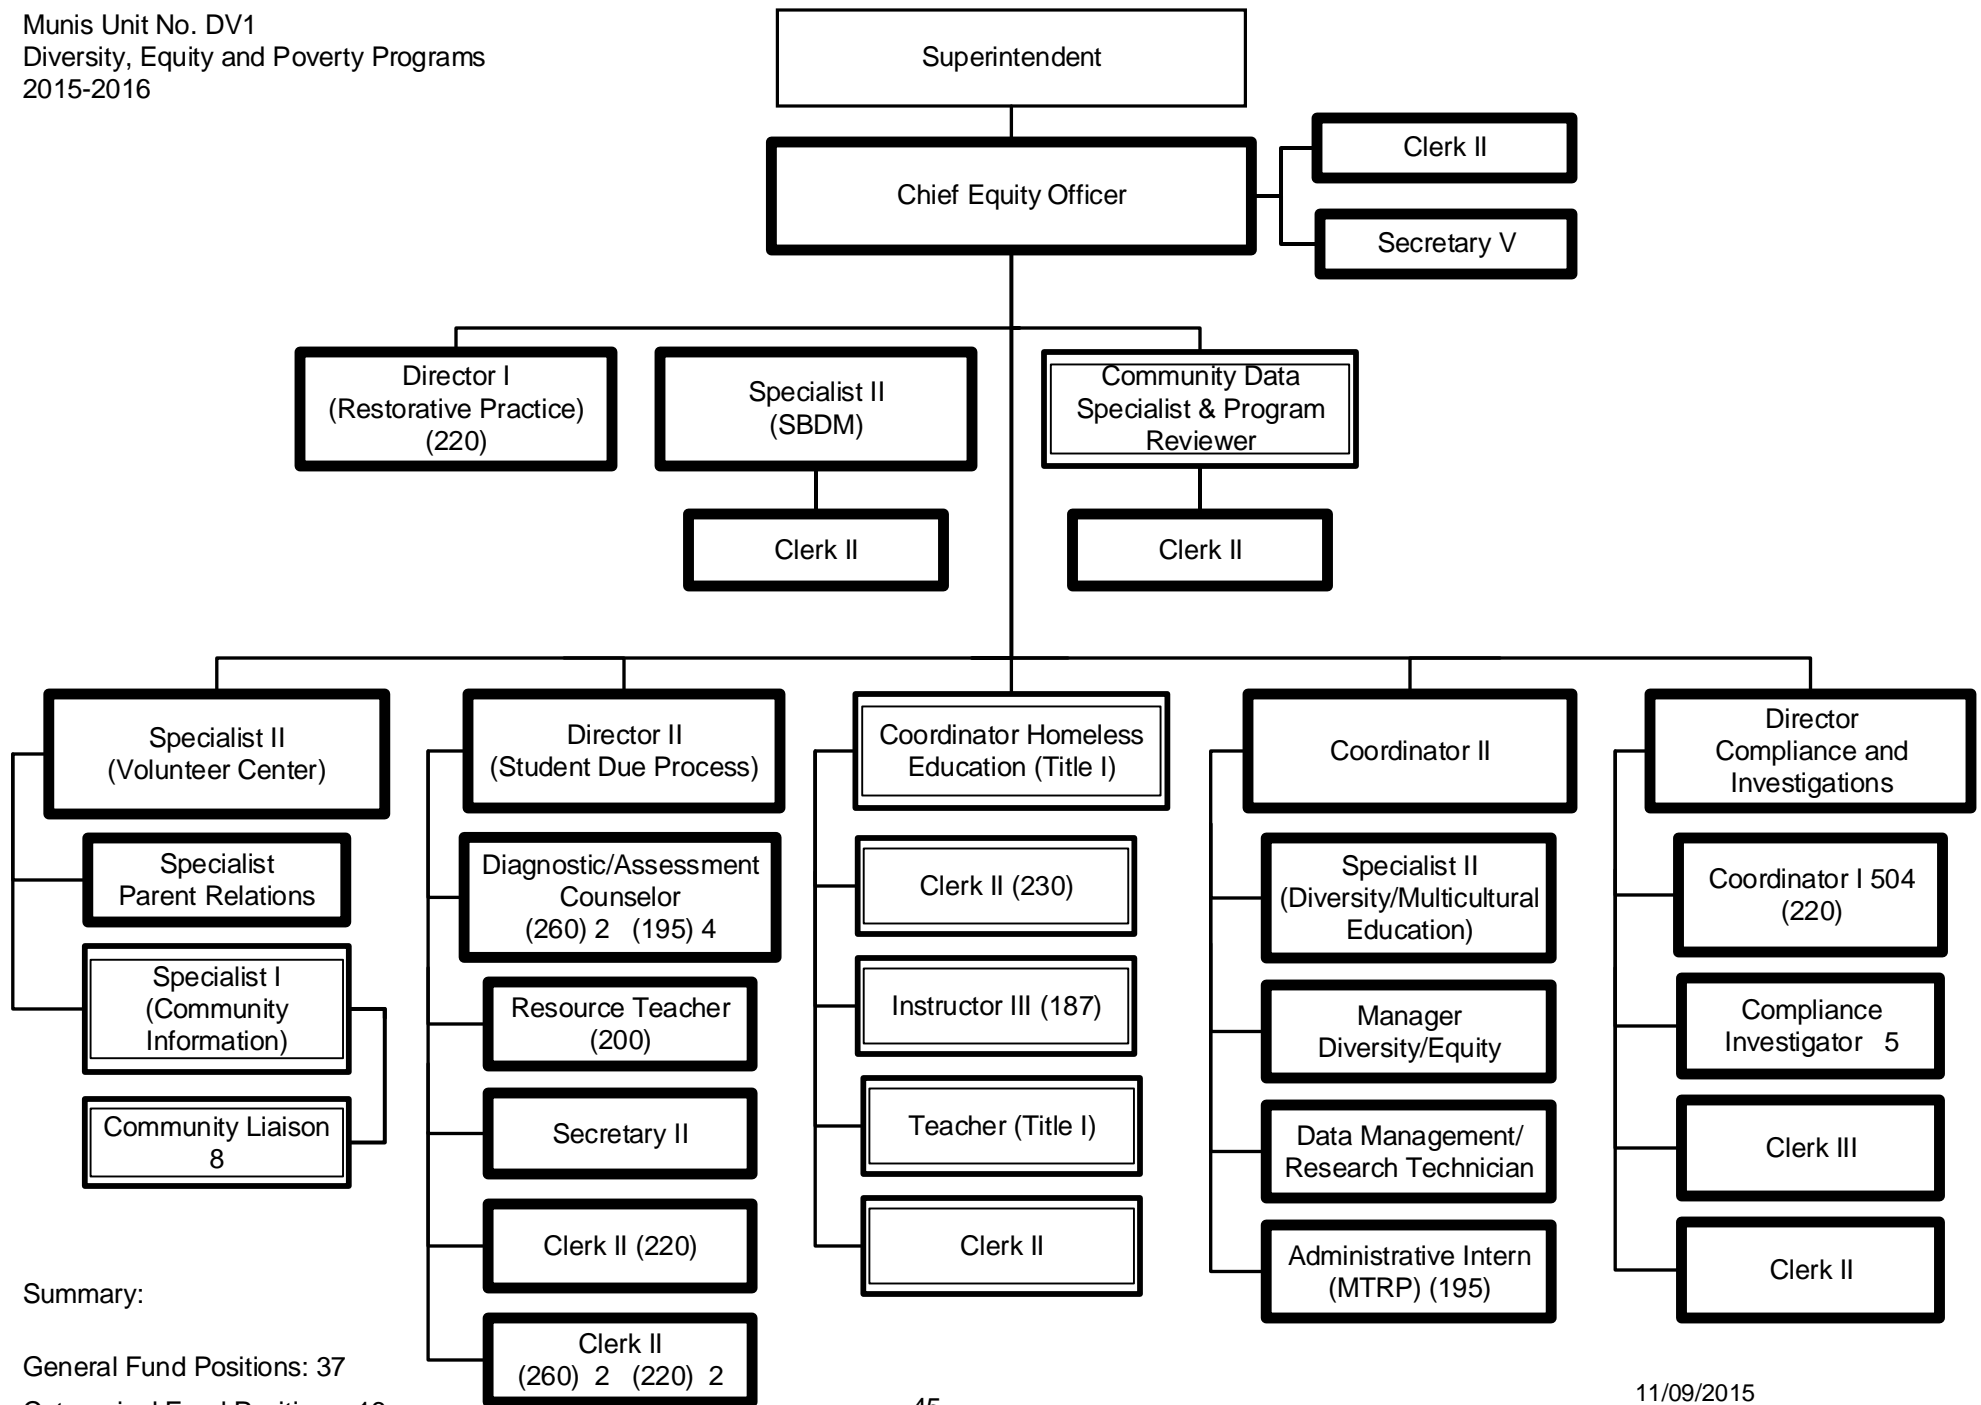 Munis Unit No. DV1
Diversity, Equity and Poverty Programs
2015-2016
Superintendent
Chief Equity Officer
Clerk II
Secretary V
Director I
(Restorative Practice)
(220)
Specialist II
(SBDM)
Community Data
Specialist & Program
Reviewer
Clerk II
Clerk II
Specialist II
(Volunteer Center)
Specialist
Parent Relations
Specialist I
(Community
Information)
Community Liaison
8
Director II
(Student Due Process)
Diagnostic/Assessment
Counselor
(260) 2 (195) 4
Resource Teacher
(200)
Secretary II
Clerk II (220)
Clerk II
(260) 2 (220) 2
Coordinator Homeless
Education (Title I)
Clerk II (230)
Instructor III (187)
Teacher (Title I)
Clerk II
Coordinator II
Specialist II
(Diversity/Multicultural
Education)
Manager
Diversity/Equity
Data Management/
Research Technician
Administrative Intern
(MTRP) (195)
Director
Compliance and
Investigations
Coordinator I 504
(220)
Compliance
Investigator 5
Clerk III
Clerk II
Summary:
General Fund Positions: 37
11/09/2015